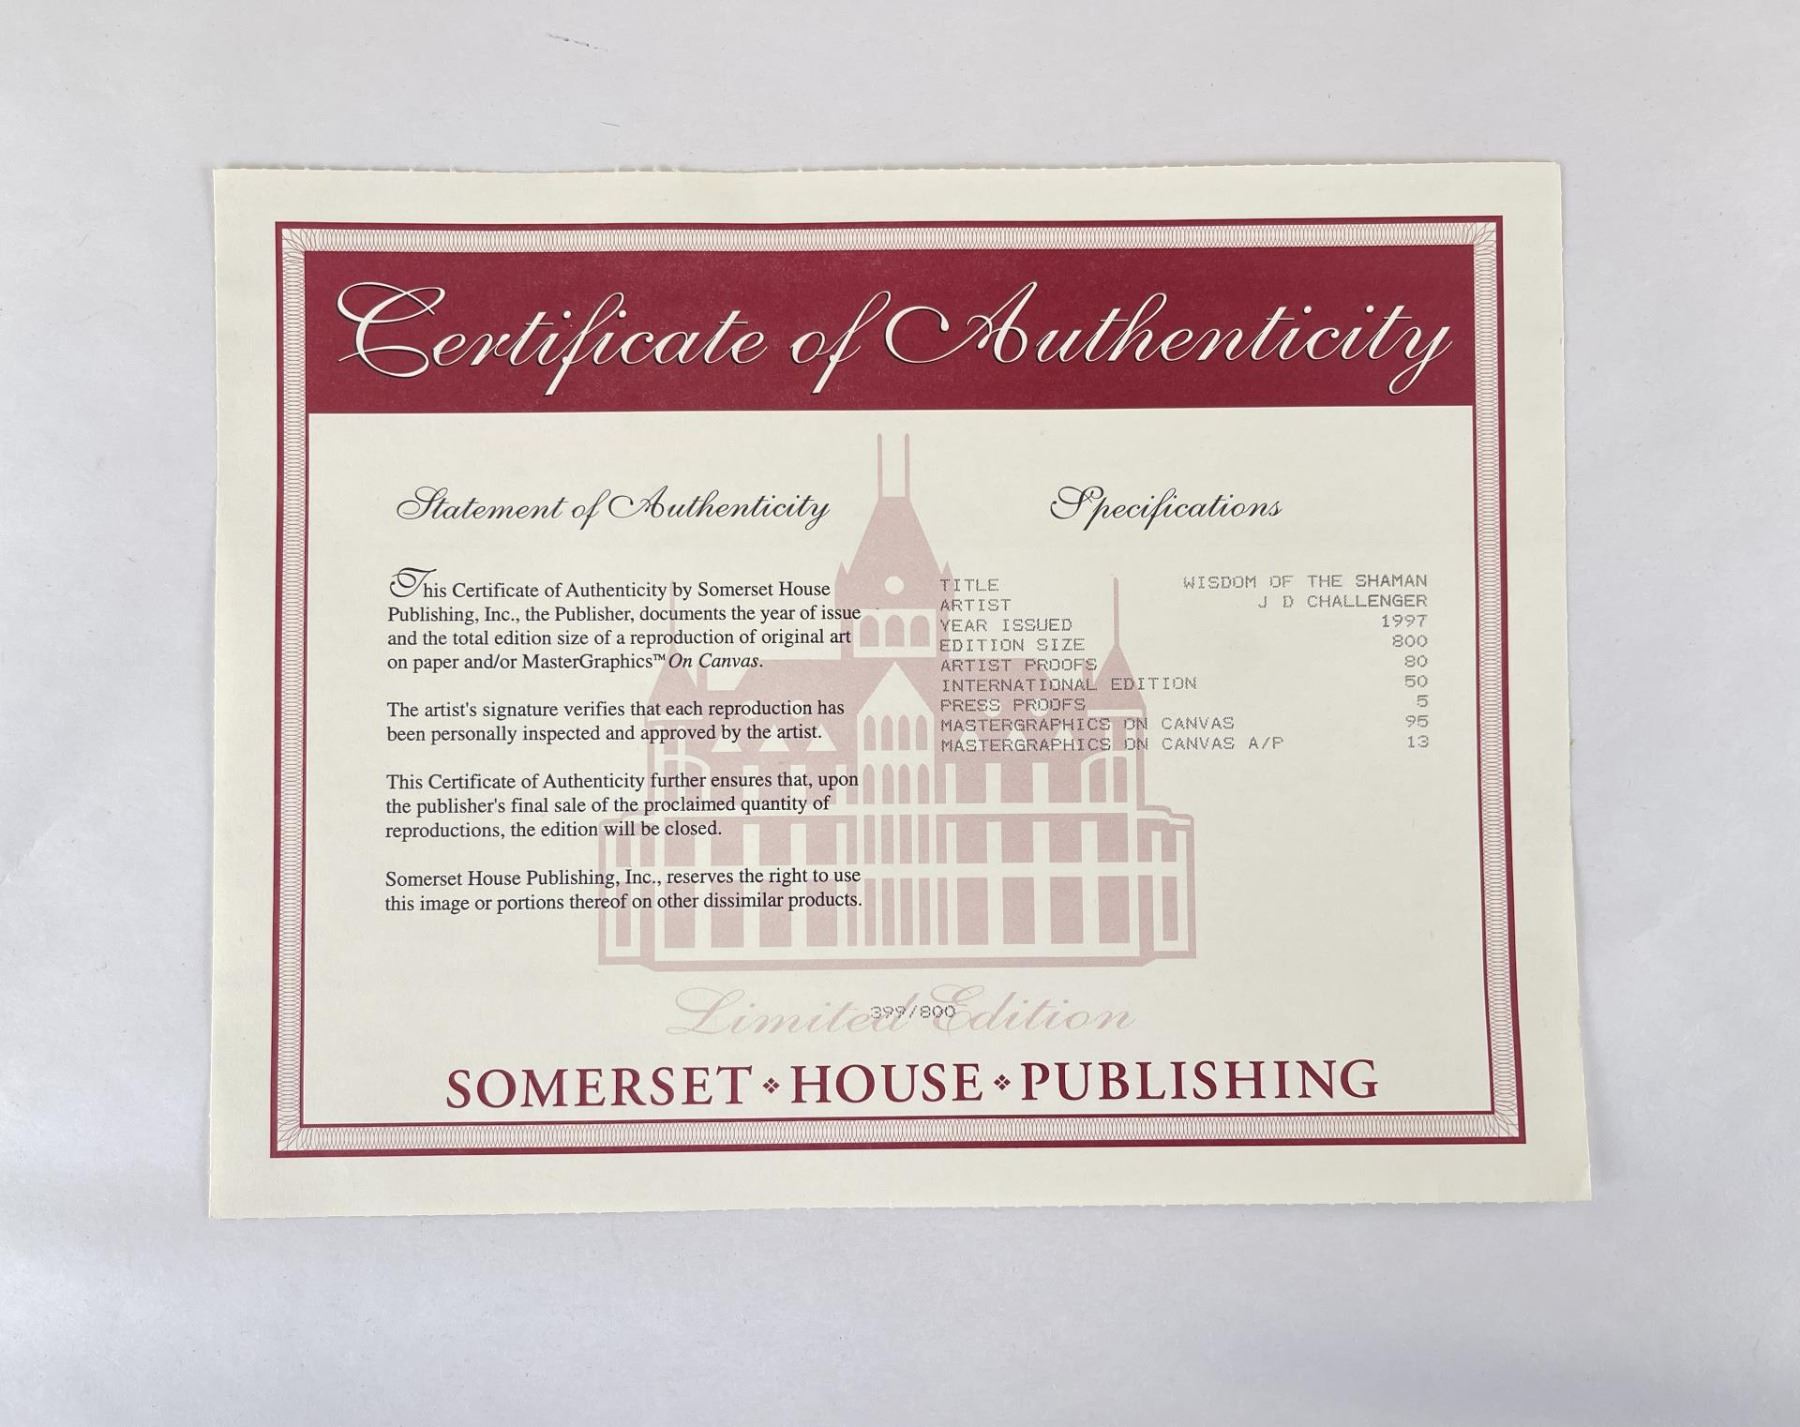 Certificate of Authenticity
Statement of Authenticity
This Certificate of Authenticity by Somerset House
Publishing, Inc., the Publisher, documents the year of issue
and the total edition size of a reproduction of original art
on paper and/or MasterGraphics™ On Canvas.
The artist's signature verifies that each reproduction has
been personally inspected and approved by the artist.
This Certificate of Authenticity further ensures that, upon
the publisher's final sale of the proclaimed quantity of
reproductions, the edition will be closed.
Somerset House Publishing, Inc., reserves the right to use
this image or portions thereof on other dissimilar products.
Specifications
TITLE WISDOM OF THE SHAMAN
ARTIST J D CHALLENGER
YEAR ISSUED 1997
EDITION SIZE 800
ARTIST PROOFS 80
INTERNATIONAL EDITION 50
PRESS PROOFS 5
MASTERGRAPHICS ON CANVAS 95
MASTERGRAPHICS ON CANVAS A/P 13
Limited Edition
399/800
SOMERSET ❖ HOUSE ❖ PUBLISHING